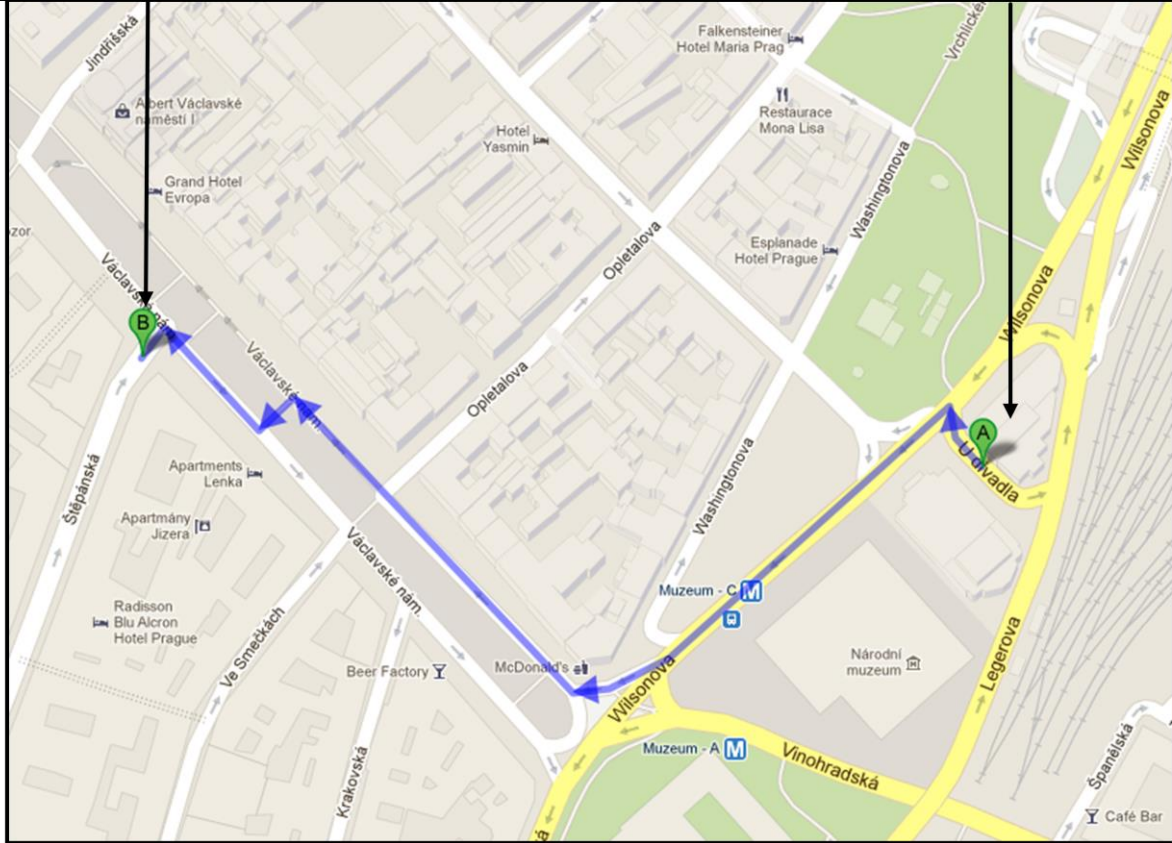 Jindřišská
Albert Václavské
náměstí I
Grand Hotel
Evropa
zor
Hotel
Yasmin
Falkensteiner
Hotel Maria Prag
Restaurace
Mona Lisa
Washingtonova
Wilsonova
Esplanade
Hotel Prague
Opletalova
Wilsonova
Václavské nám.
B
Václavské nám.
Opletalova
A
U divadla
Štěpánská
Apartments
Lenka
Apartmány
Jizera
Václavské nám.
Washingtonova
Muzeum - C M
Radisson
Blu Alcron
Hotel Prague
Ve Smečkách
Beer Factory
McDonald's
Wilsonova
Národní
muzeum
Legerova
Krakovská
Muzeum - A M
Vinohradská
Španělská
Café Bar
á